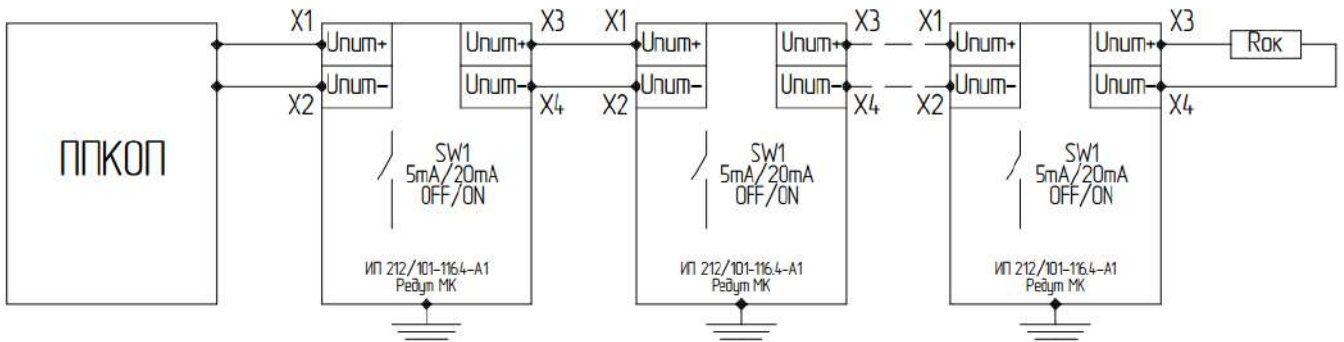 X1 X3 X1 X3 X1 X3
Uпит+ Uпит+ Uпит+ Uпит+ Uпит+ Uпит+ Rок
Uпит- Uпит- Uпит- Uпит- Uпит- Uпит-
X2 X4 X2 X4 X2 X4
ППКОП
SW1 SW1 SW1
5mA/20mA 5mA/20mA 5mA/20mA
OFF/ON OFF/ON OFF/ON
ИП 212/101-116.4-А1 ИП 212/101-116.4-А1 ИП 212/101-116.4-А1
Редут МК Редут МК Редут МК